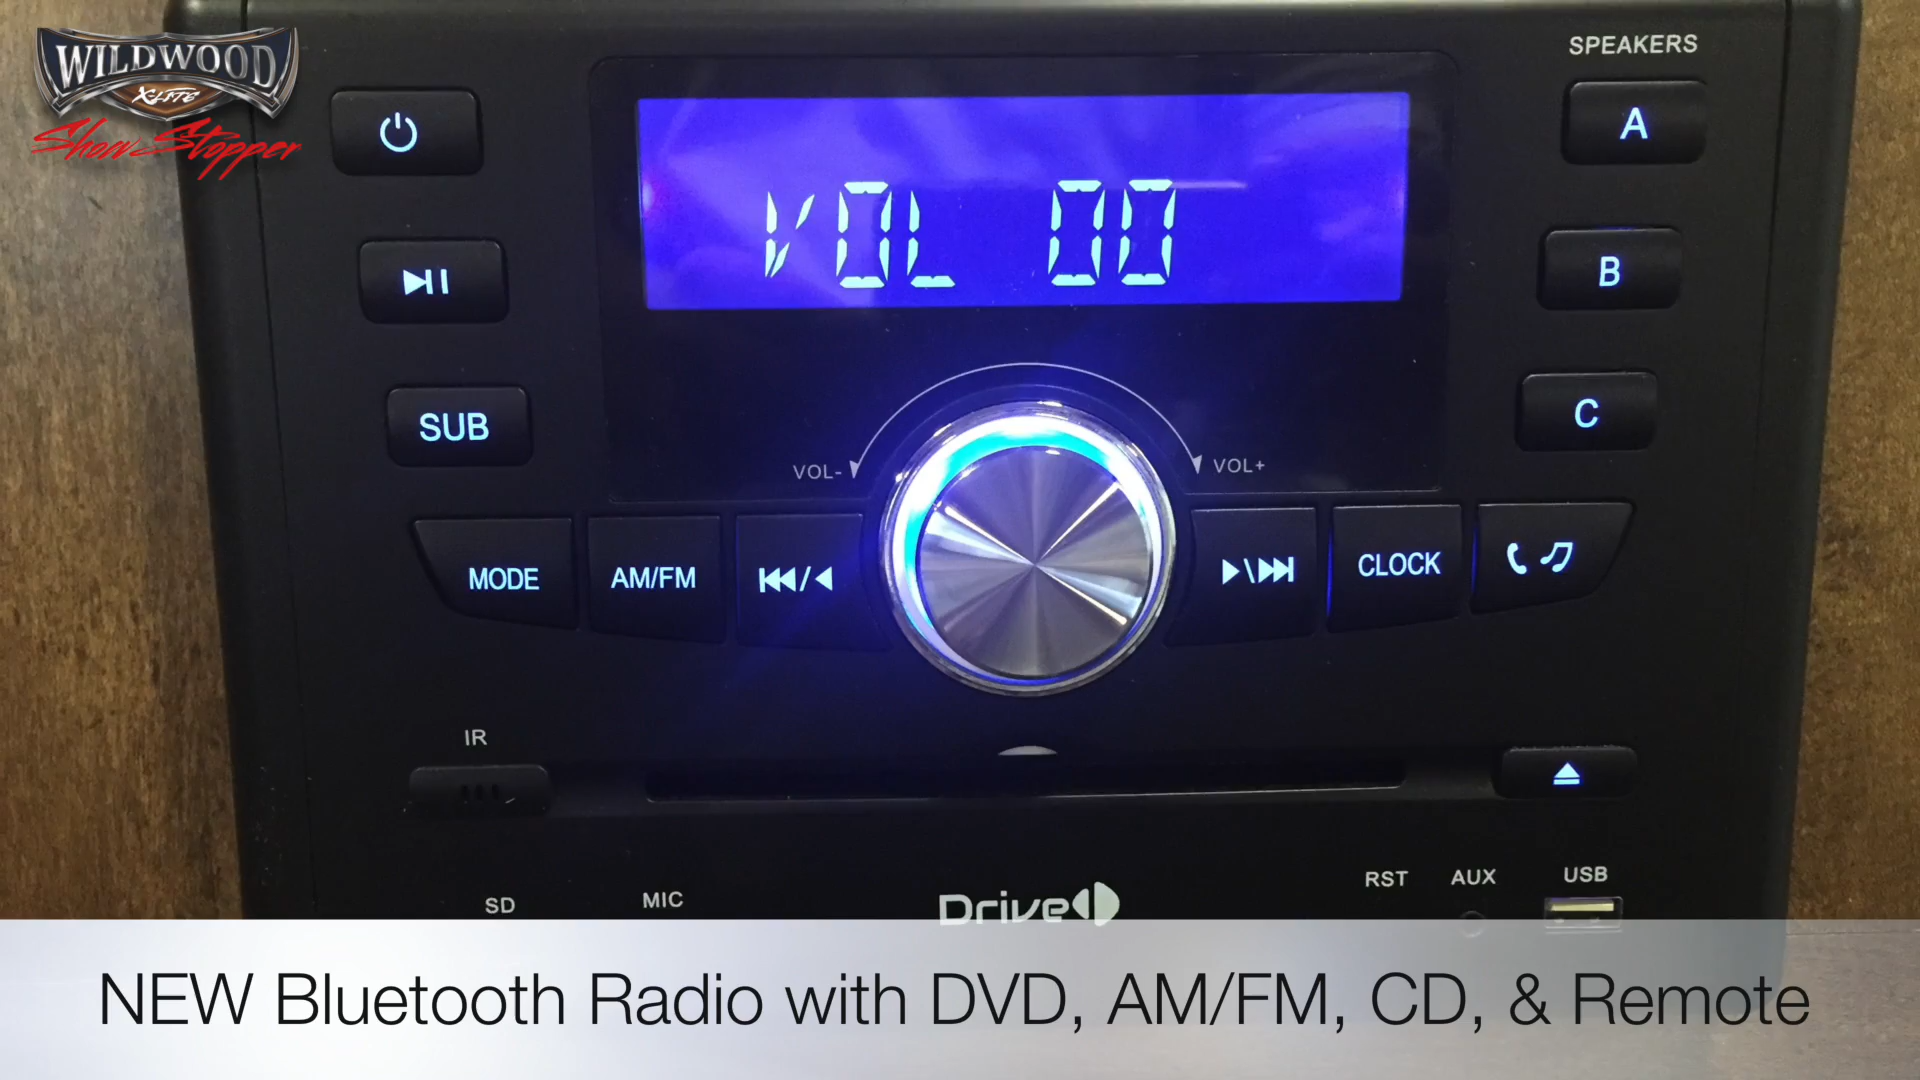 WILDWOOD
X-LITE
Show Stopper
SPEAKERS
A
VOL 00
B
SUB
C
VOL-
VOL+
MODE
AM/FM
CLOCK
IR
SD
MIC
Drive
RST
AUX
USB
NEW Bluetooth Radio with DVD, AM/FM, CD, & Remote